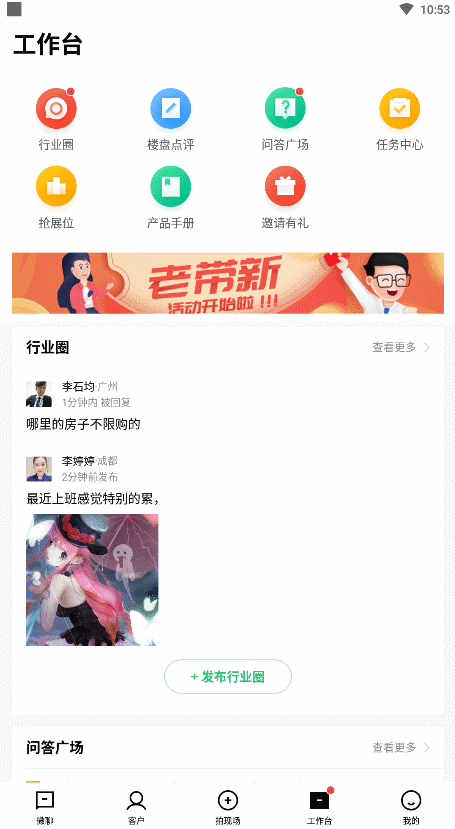 10:53
工作台
行业圈
楼盘点评
问答广场
任务中心
抢展位
产品手册
邀请有礼
老带新
活动开始啦!!!
行业圈 查看更多
李石均·广州
1分钟内 被回复
哪里的房子不限购的
李婷婷·成都
2分钟前发布
最近上班感觉特别的累，
+ 发布行业圈
问答广场 查看更多
微聊
客户
拍现场
工作台
我的